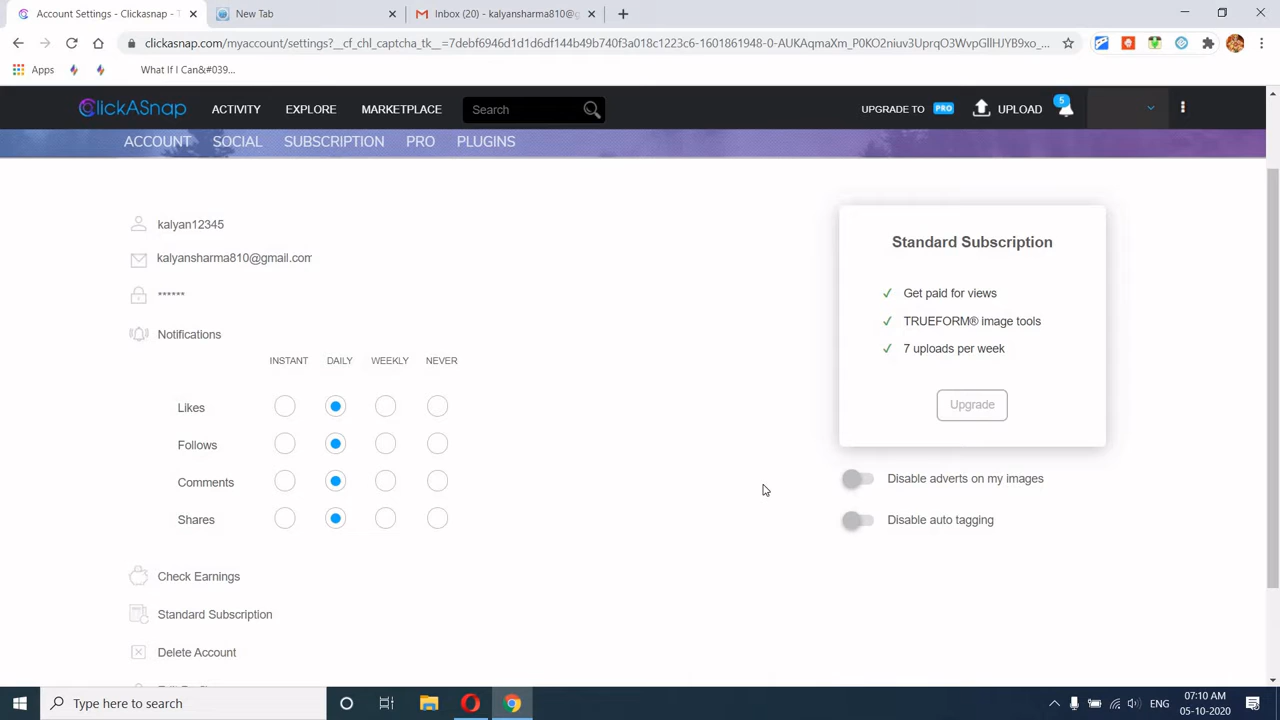 Account Settings - Clickasnap - T
New Tab
Inbox (20) - kalyansharma810@g
clickasnap.com/myaccount/settings?__cf_chl_captcha_tk__=7debf6946d1d1d6df144b49b740f3a018c1223c6-1601861948-0-AUKAqmaXm_P0KO2niuv3UprqO3WvpGllHJYB9xo_...
Apps
What If I Can&#039...
ClickASnap
ACTIVITY
EXPLORE
MARKETPLACE
Search
UPGRADE TO PRO
UPLOAD
5
ACCOUNT
SOCIAL
SUBSCRIPTION
PRO
PLUGINS
kalyan12345
kalyansharma810@gmail.com
******
Notifications
INSTANT DAILY WEEKLY NEVER
Likes
Follows
Comments
Shares
Check Earnings
Standard Subscription
Delete Account
Standard Subscription
✓ Get paid for views
✓ TRUEFORM® image tools
✓ 7 uploads per week
Upgrade
Disable adverts on my images
Disable auto tagging
Type here to search
ENG
07:10 AM
05-10-2020